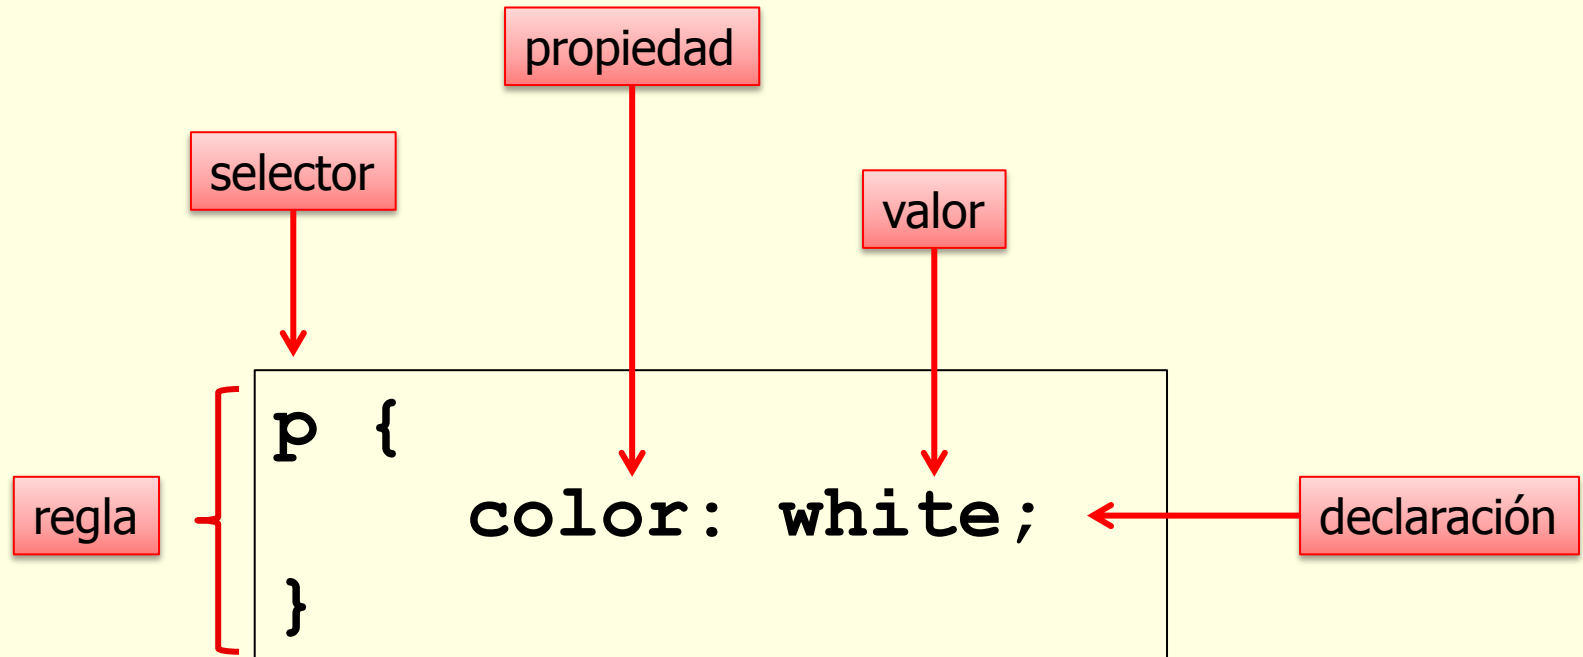 propiedad
selector
valor
p {
regla
color: white;
declaración
}